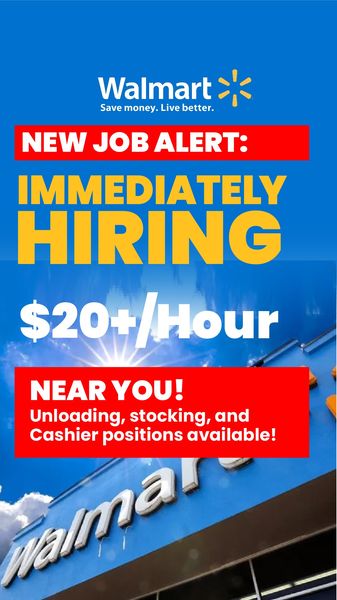 Walmart
Save money. Live better.
NEW JOB ALERT:
IMMEDIATELY
HIRING
$20+/Hour
NEAR YOU!
Unloading, stocking, and
Cashier positions available!
Walmart